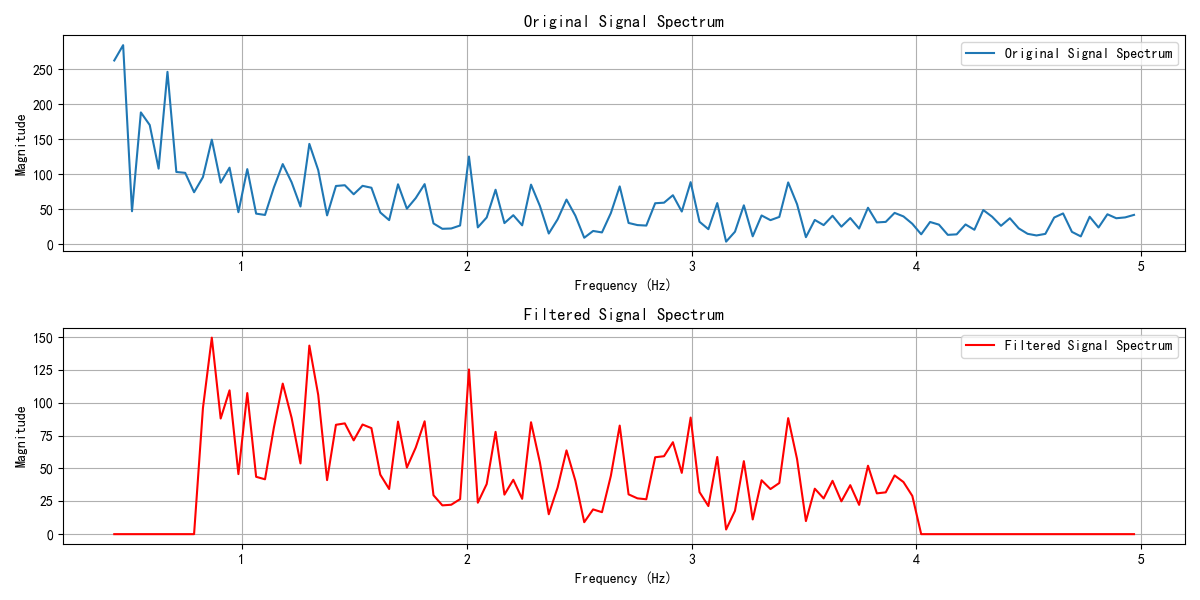 Original Signal Spectrum
Original Signal Spectrum
Magnitude
250
200
150
100
50
0
1
2
3
4
5
Frequency (Hz)
Filtered Signal Spectrum
Filtered Signal Spectrum
Magnitude
150
125
100
75
50
25
0
1
2
3
4
5
Frequency (Hz)